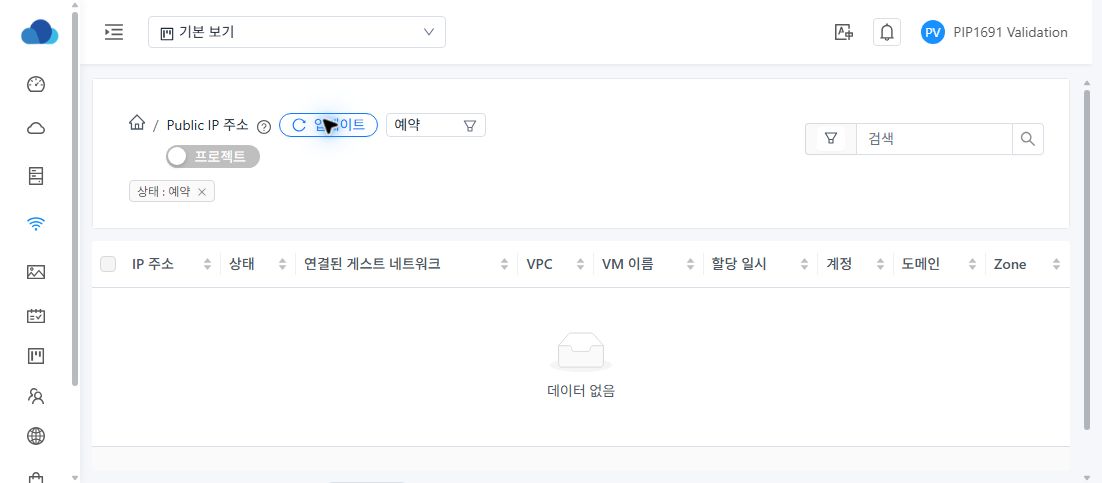 기본 보기
PV PIP1691 Validation
/ Public IP 주소
예약
검색
프로젝트
상태 : 예약
IP 주소 상태 연결된 게스트 네트워크 VPC VM 이름 할당 일시 계정 도메인 Zone
데이터 없음